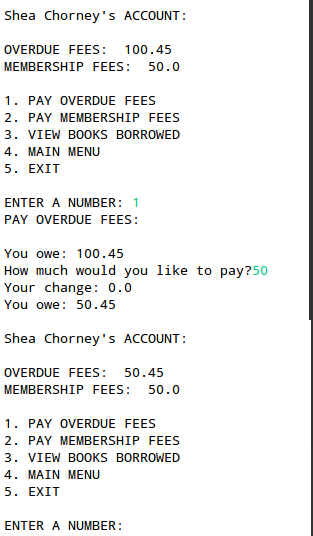 Shea Chorney's ACCOUNT:
OVERDUE FEES:  100.45
MEMBERSHIP FEES:  50.0
1. PAY OVERDUE FEES
2. PAY MEMBERSHIP FEES
3. VIEW BOOKS BORROWED
4. MAIN MENU
5. EXIT
ENTER A NUMBER: 1
PAY OVERDUE FEES:
You owe: 100.45
How much would you like to pay?50
Your change: 0.0
You owe: 50.45
Shea Chorney's ACCOUNT:
OVERDUE FEES:  50.45
MEMBERSHIP FEES:  50.0
1. PAY OVERDUE FEES
2. PAY MEMBERSHIP FEES
3. VIEW BOOKS BORROWED
4. MAIN MENU
5. EXIT
ENTER A NUMBER: